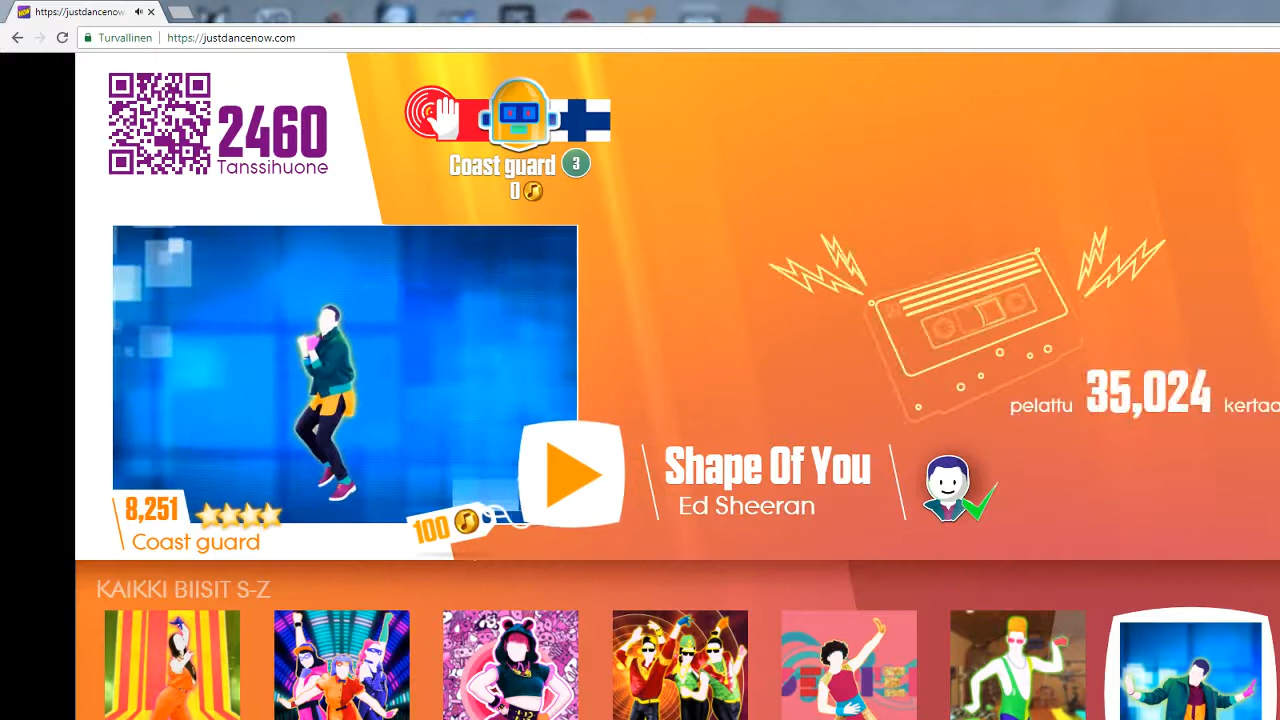 https://justdancenow
Turvallinen https://justdancenow.com
2460
Tanssihuone
Coast guard 3
0
pelattu 35,024 kertaa
Shape Of You
Ed Sheeran
8,251
Coast guard
100
KAIKKI BIISIT S-Z